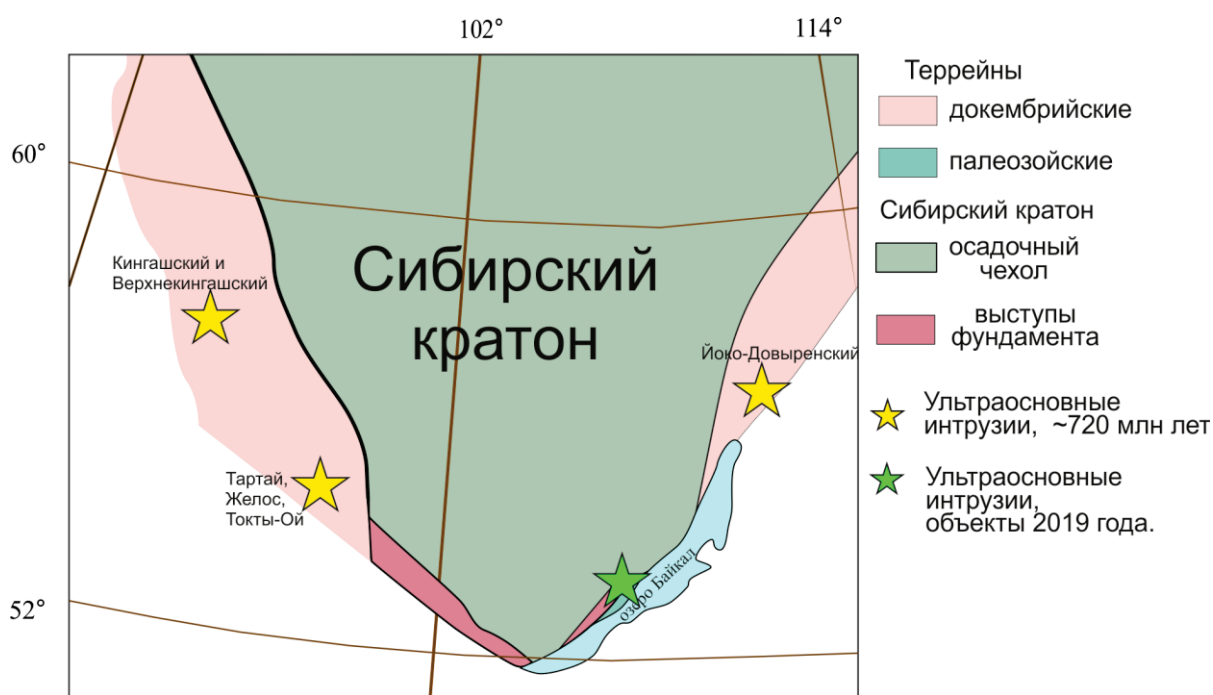 102°
114°
60°
52°
Кингашский и
Верхнекингашский
Сибирский
кратон
Йоко-Довыренский
Тартай,
Желос,
Токты-Ой
озеро Байкал
Террейны
докембрийские
палеозойские
Сибирский кратон
осадочный
чехол
выступы
фундамента
Ультраосновные
интрузии, ~720 млн лет
Ультраосновные
интрузии,
объекты 2019 года.